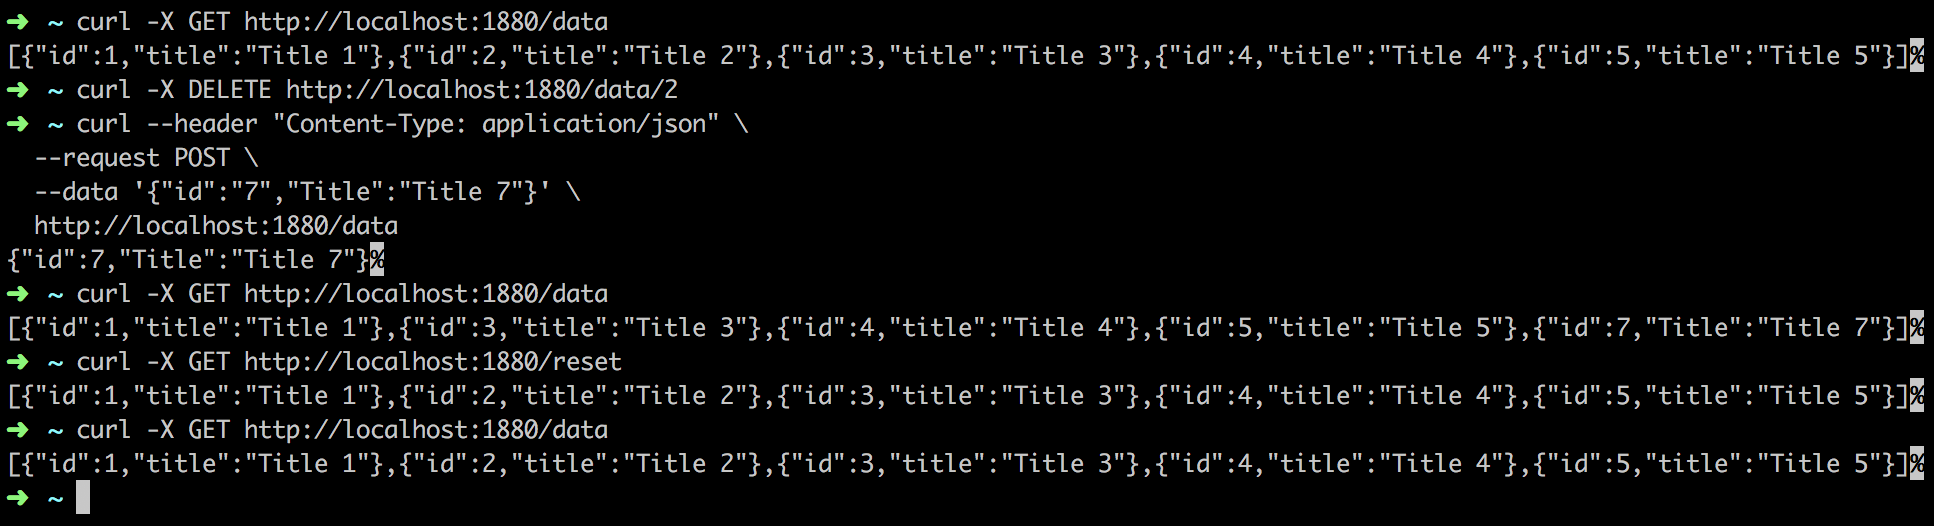 ➜ ~ curl -X GET http://localhost:1880/data
[{"id":1,"title":"Title 1"},{"id":2,"title":"Title 2"},{"id":3,"title":"Title 3"},{"id":4,"title":"Title 4"},{"id":5,"title":"Title 5"}]%
➜ ~ curl -X DELETE http://localhost:1880/data/2
➜ ~ curl --header "Content-Type: application/json" \
  --request POST \
  --data '{"id":"7","Title":"Title 7"}' \
  http://localhost:1880/data
{"id":7,"Title":"Title 7"}%
➜ ~ curl -X GET http://localhost:1880/data
[{"id":1,"title":"Title 1"},{"id":3,"title":"Title 3"},{"id":4,"title":"Title 4"},{"id":5,"title":"Title 5"},{"id":7,"Title":"Title 7"}]%
➜ ~ curl -X GET http://localhost:1880/reset
[{"id":1,"title":"Title 1"},{"id":2,"title":"Title 2"},{"id":3,"title":"Title 3"},{"id":4,"title":"Title 4"},{"id":5,"title":"Title 5"}]%
➜ ~ curl -X GET http://localhost:1880/data
[{"id":1,"title":"Title 1"},{"id":2,"title":"Title 2"},{"id":3,"title":"Title 3"},{"id":4,"title":"Title 4"},{"id":5,"title":"Title 5"}]%
➜ ~